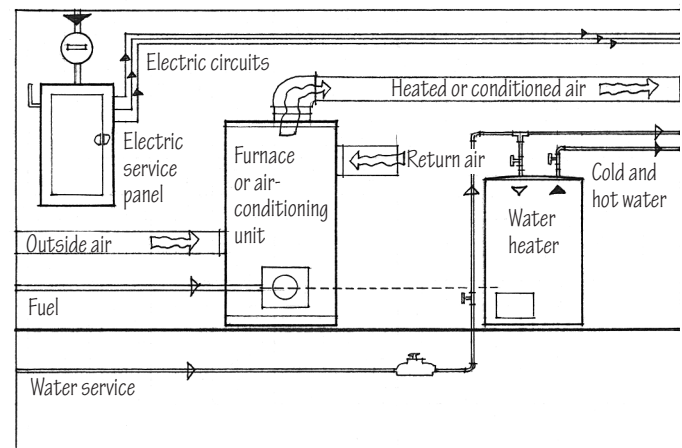 Electric circuits
Heated or conditioned air
Electric
service
panel
Furnace
or air-
conditioning
unit
Return air
Cold and
hot water
Water
heater
Outside air
Fuel
Water service